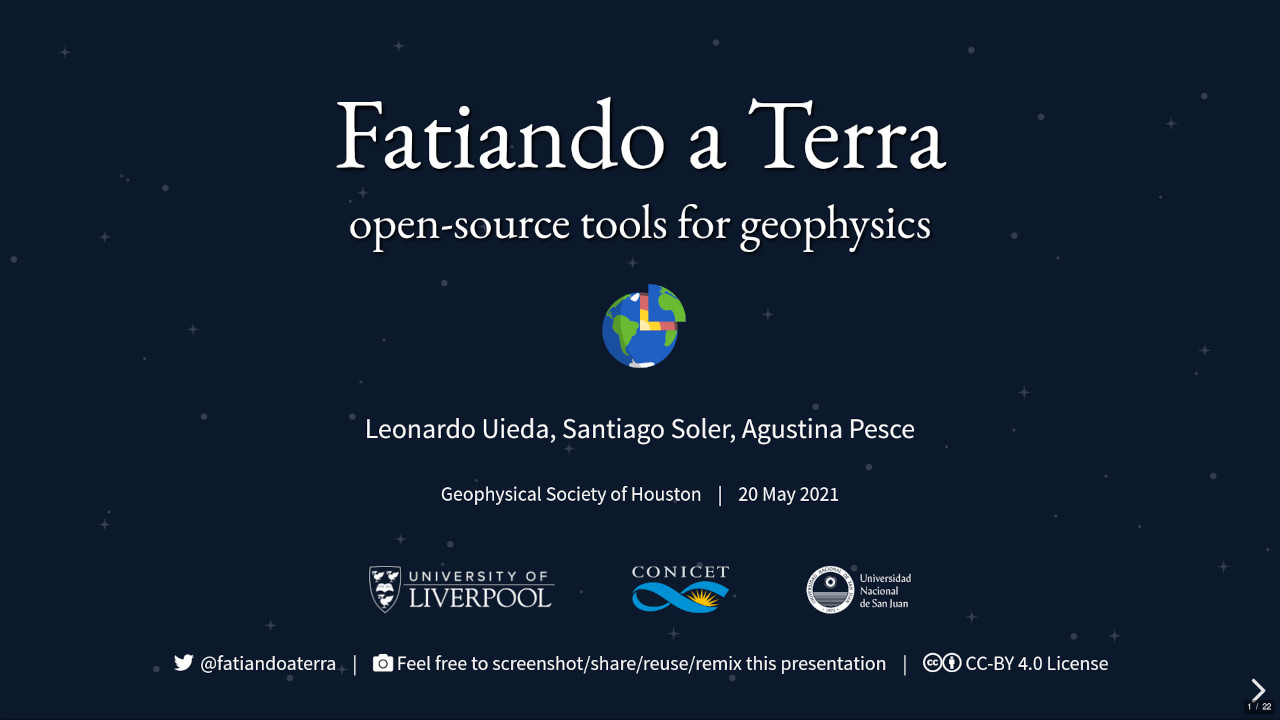 Fatiando a Terra
open-source tools for geophysics
Leonardo Uieda, Santiago Soler, Agustina Pesce
Geophysical Society of Houston | 20 May 2021
UNIVERSITY OF
LIVERPOOL
CONICET
Universidad
Nacional
de San Juan
@fatiandoaterra | Feel free to screenshot/share/reuse/remix this presentation | CC-BY 4.0 License
1 / 22